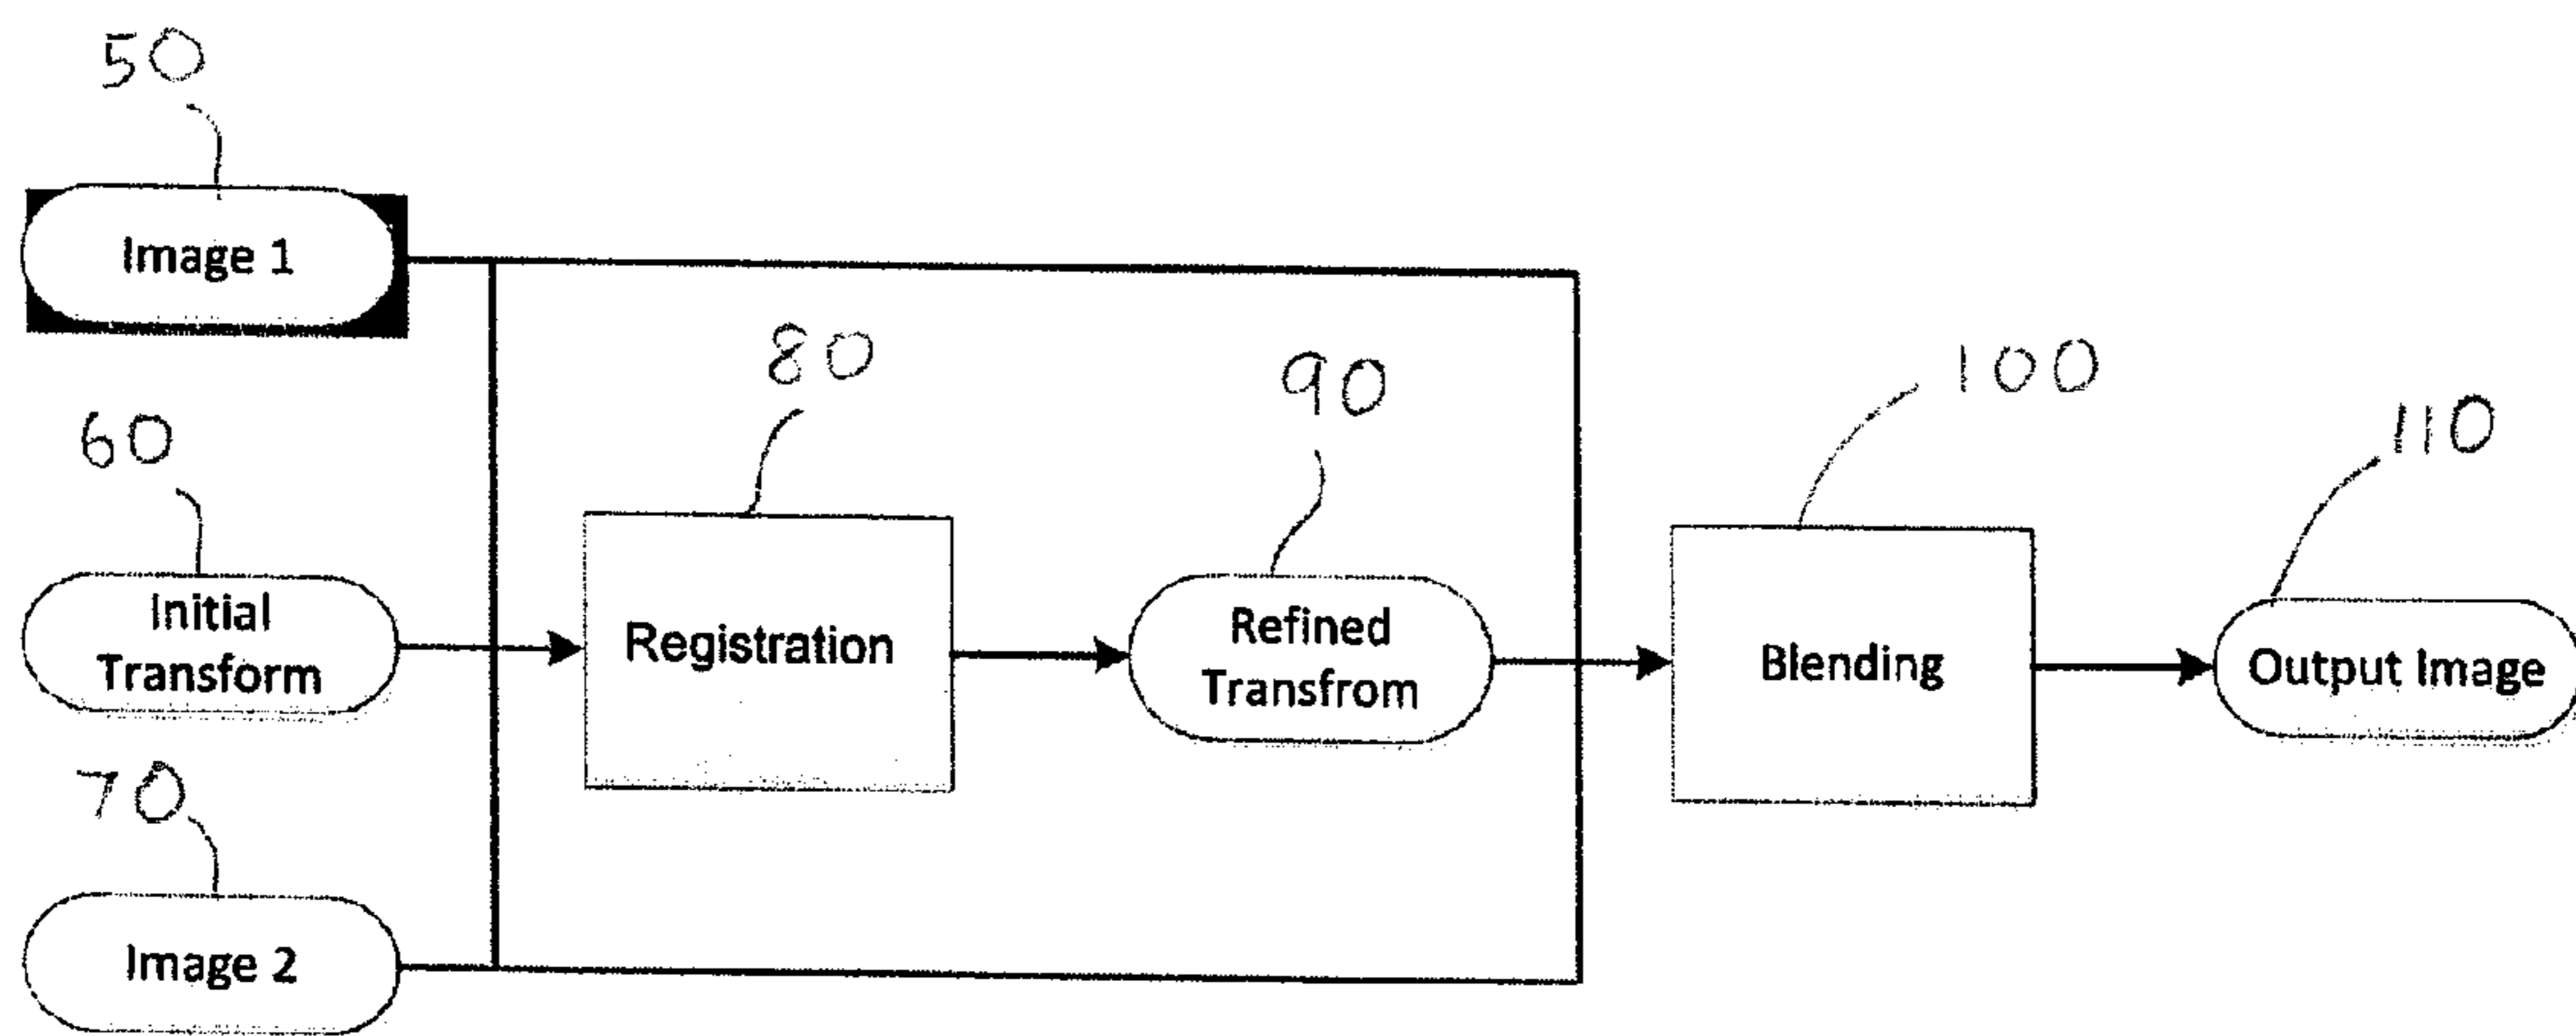 50
Image 1
80
90
100
110
60
Initial
Transform
Registration
Refined
Transfrom
Blending
Output Image
70
Image 2